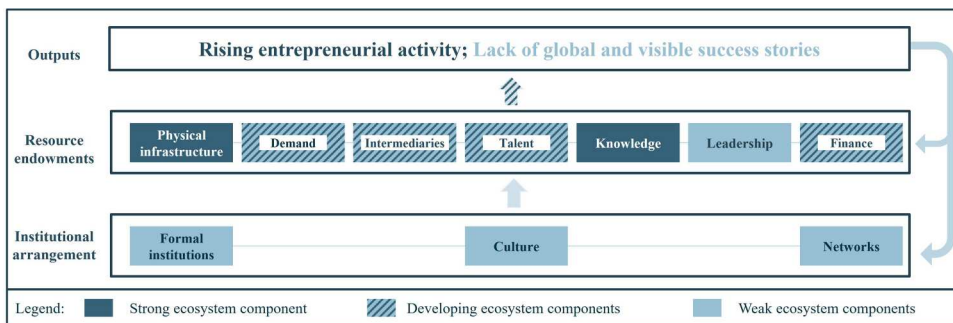 Outputs
Rising entrepreneurial activity; Lack of global and visible success stories
Resource
endowments
Physical
infrastructure
Demand
Intermediaries
Talent
Knowledge
Leadership
Finance
Institutional
arrangement
Formal
institutions
Culture
Networks
Legend:
Strong ecosystem component
Developing ecosystem components
Weak ecosystem components